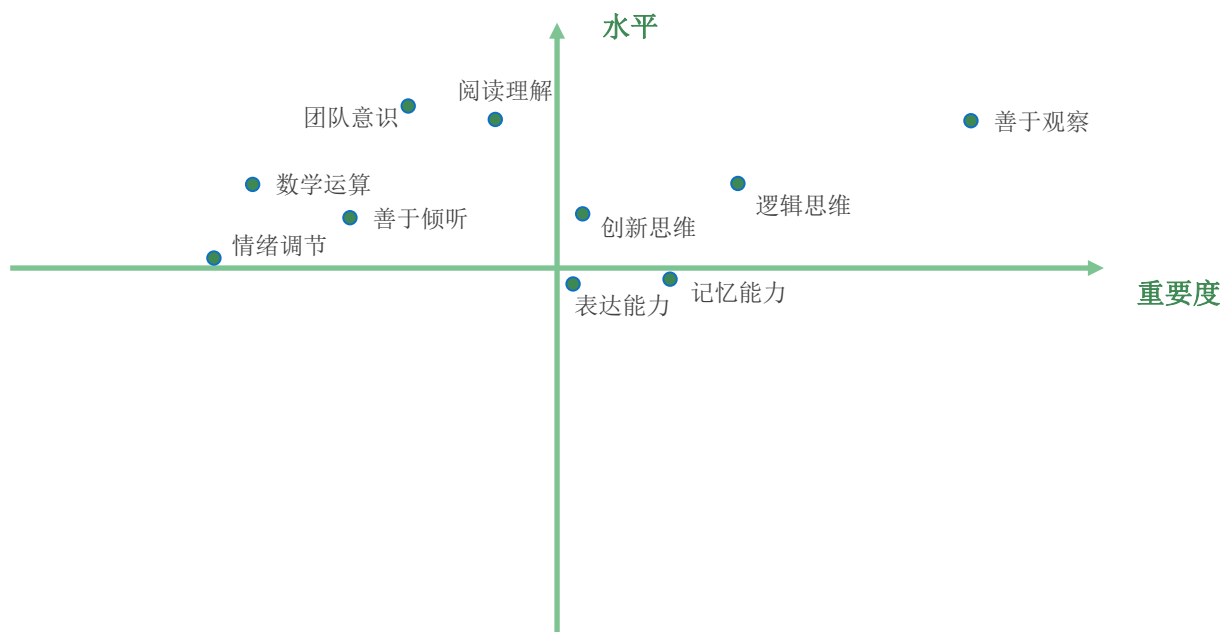 水平
阅读理解
团队意识
善于观察
数学运算
逻辑思维
善于倾听
创新思维
情绪调节
重要度
记忆能力
表达能力